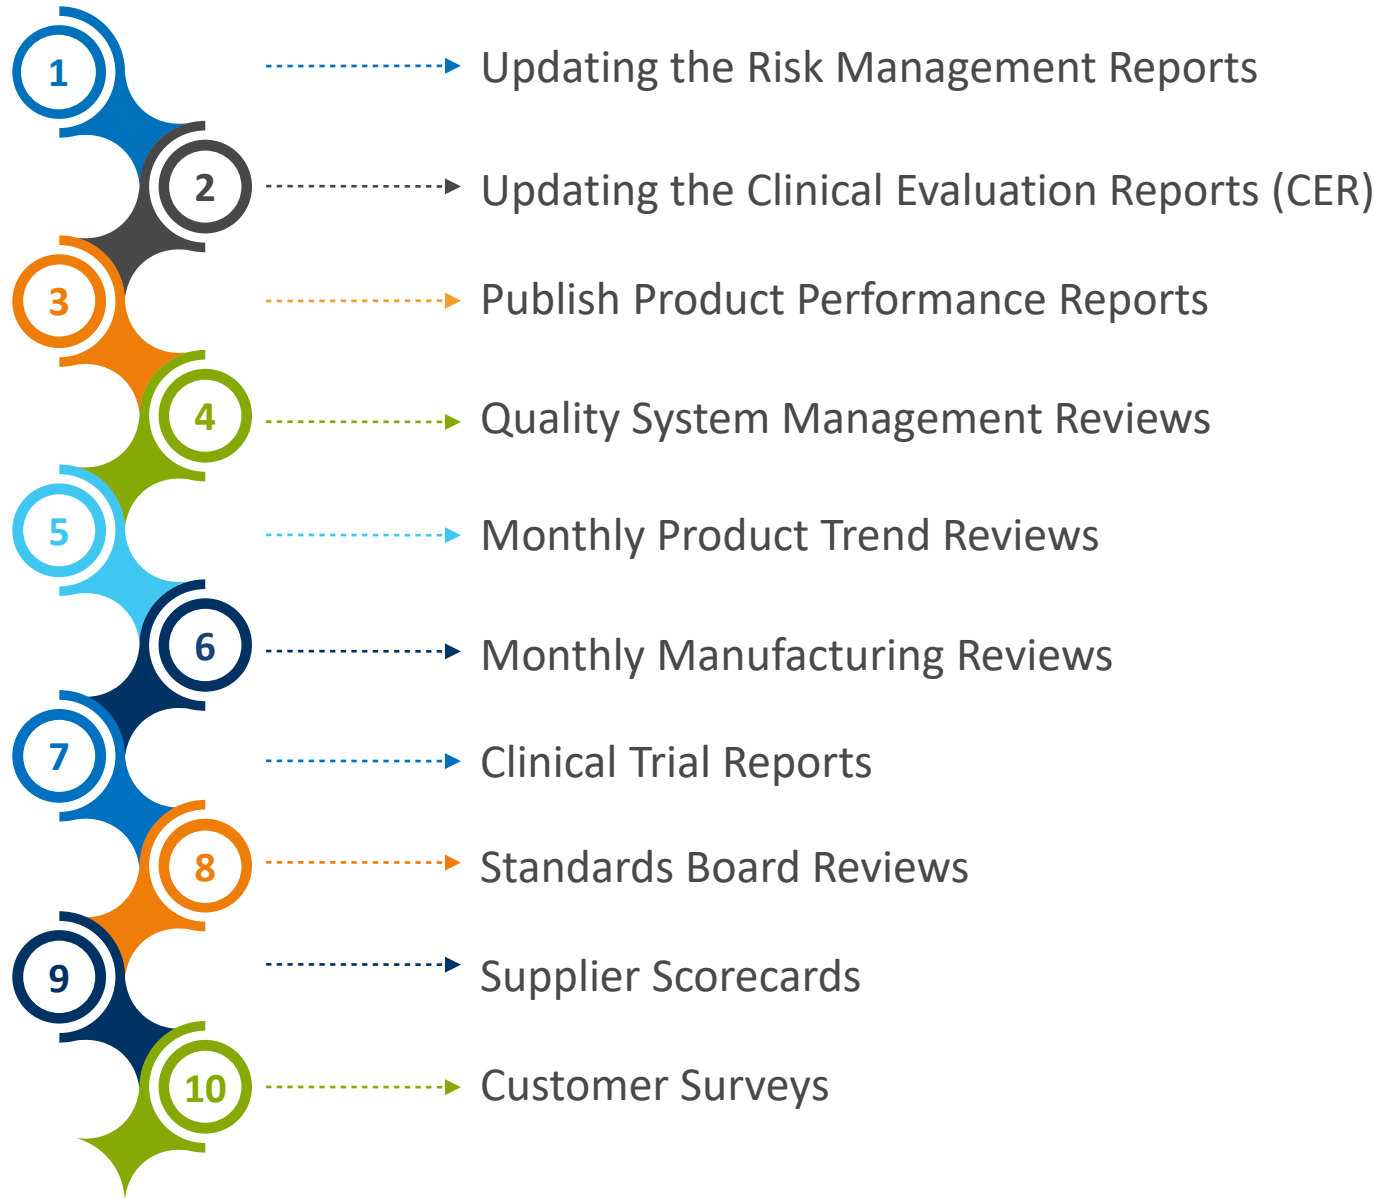 1 Updating the Risk Management Reports
2 Updating the Clinical Evaluation Reports (CER)
3 Publish Product Performance Reports
4 Quality System Management Reviews
5 Monthly Product Trend Reviews
6 Monthly Manufacturing Reviews
7 Clinical Trial Reports
8 Standards Board Reviews
9 Supplier Scorecards
10 Customer Surveys